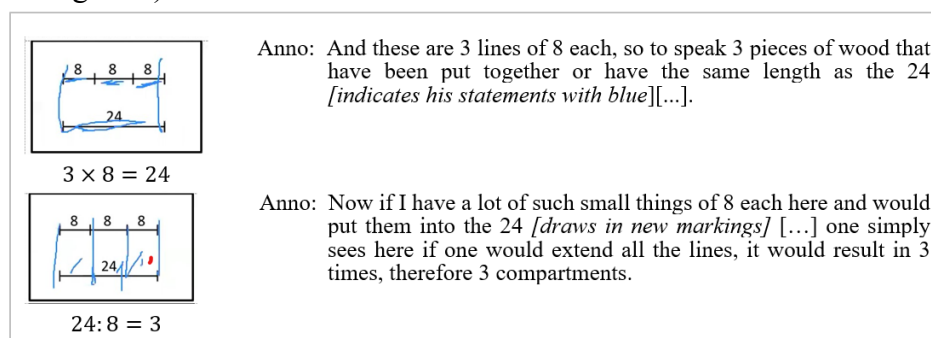 8 8 8
24
3 × 8 = 24
Anno: And these are 3 lines of 8 each, so to speak 3 pieces of wood that
have been put together or have the same length as the 24
[indicates his statements with blue][...].
8 8 8
24
24: 8 = 3
Anno: Now if I have a lot of such small things of 8 each here and would
put them into the 24 [draws in new markings] [...] one simply
sees here if one would extend all the lines, it would result in 3
times, therefore 3 compartments.